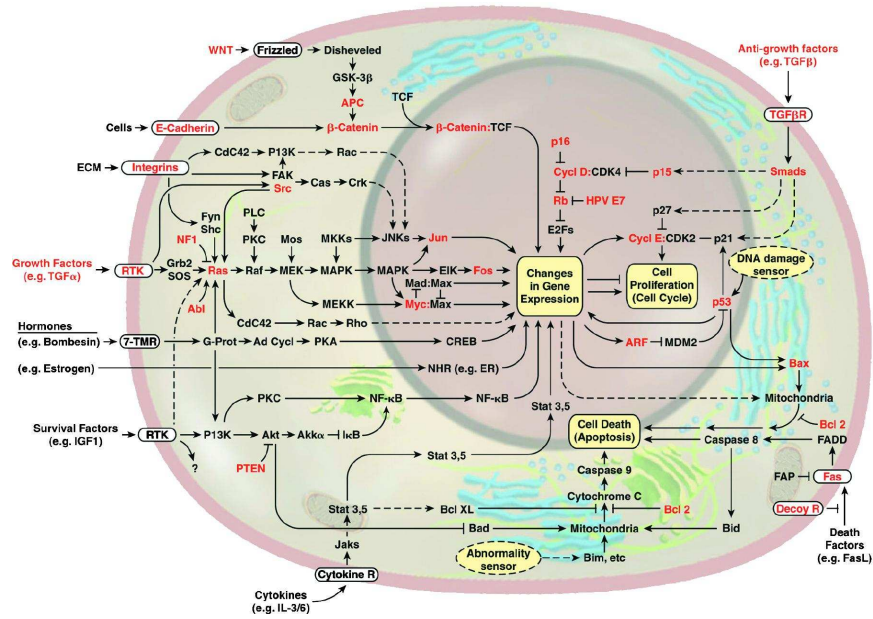 WNT
Frizzled
Disheveled
GSK-3β
APC
Cells
E-Cadherin
β-Catenin
TCF
β-Catenin:TCF
Anti-growth factors
(e.g. TGFβ)
TGFβR
Smads
ECM
Integrins
CdC42
P13K
Rac
FAK
Src
Cas
Crk
Fyn
Shc
NF1
PLC
PKC
Mos
MKKs
JNKs
Jun
p16
Cycl D:CDK4
p15
Rb
HPV E7
E2Fs
p27
Cycl E:CDK2
p21
DNA damage
sensor
Growth Factors
(e.g. TGFα)
RTK
Grb2
SOS
Ras
Raf
MEK
MAPK
MAPK
EIK
Fos
Mad:Max
MEKK
Myc:Max
Abl
CdC42
Rac
Rho
Changes
in Gene
Expression
Cell
Proliferation
(Cell Cycle)
p53
ARF
MDM2
Hormones
(e.g. Bombesin)
7-TMR
G-Prot
Ad Cycl
PKA
CREB
(e.g. Estrogen)
NHR (e.g. ER)
Bax
Mitochondria
Bcl 2
PKC
NF-κB
NF-κB
Stat 3,5
Survival Factors
(e.g. IGF1)
RTK
P13K
Akt
Akkα
IκB
?
PTEN
Stat 3,5
Cell Death
(Apoptosis)
Caspase 8
FADD
Caspase 9
Cytochrome C
FAP
Fas
Stat 3,5
Bcl XL
Bcl 2
Decoy R
Bad
Mitochondria
Bid
Death
Factors
(e.g. FasL)
Jaks
Abnormality
sensor
Bim, etc
Cytokine R
Cytokines
(e.g. IL-3/6)